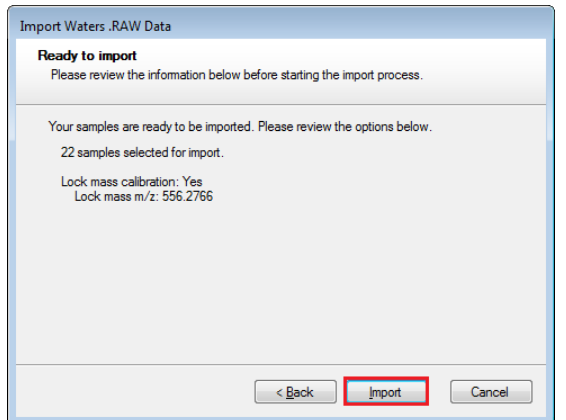 Import Waters .RAW Data
Ready to import
Please review the information below before starting the import process.
Your samples are ready to be imported. Please review the options below.
22 samples selected for import.
Lock mass calibration: Yes
Lock mass m/z: 556.2766
< Back
Import
Cancel